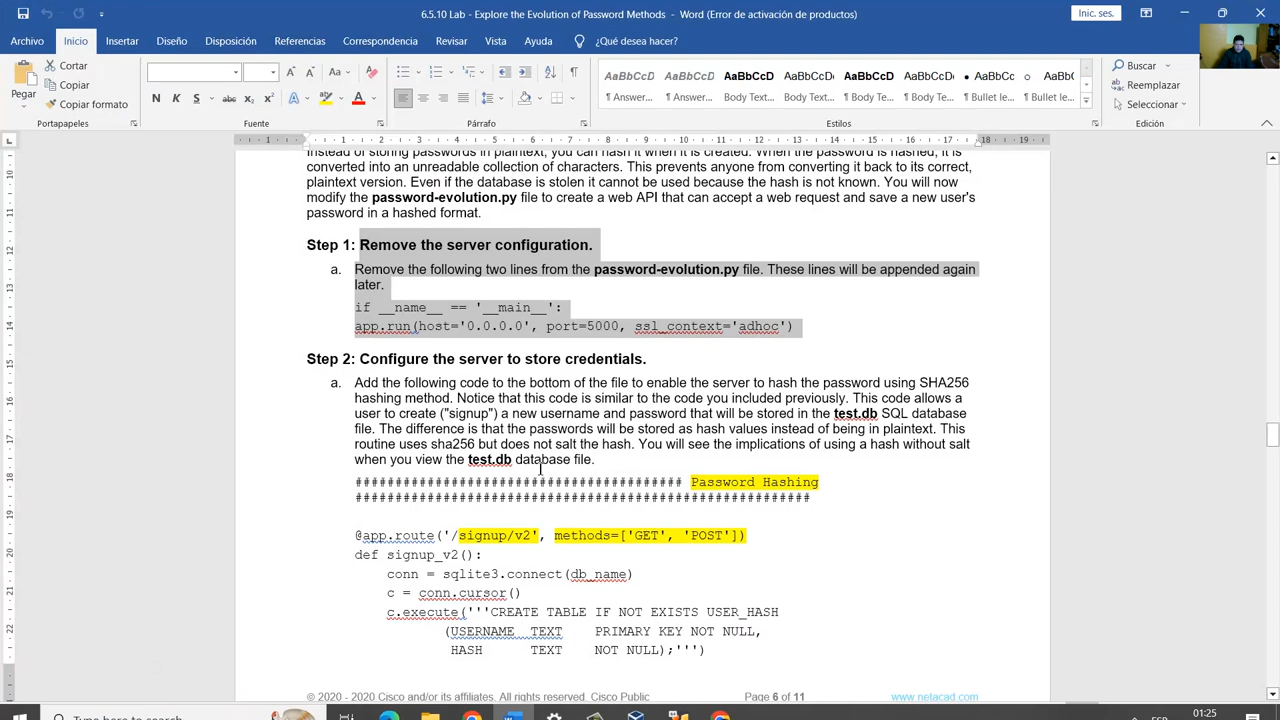 6.5.10 Lab - Explore the Evolution of Password Methods - Word (Error de activación de productos)
Inic. ses.
Archivo Inicio Insertar Diseño Disposición Referencias Correspondencia Revisar Vista Ayuda ¿Qué desea hacer?
Pegar
Cortar
Copiar
Copiar formato
Portapapeles
N K S abc x₂ x²
Fuente
Párrafo
AaBbCcD AaBbCcD AaBbCcD AaBbCcD AaBbCcD AaBbCcD AaBbCc AaBbCc
¶ Answer... ¶ Answer... Body Text... Body Text... Body Text... ¶ Body Te... ¶ Bullet le... ¶ Bullet le...
Estilos
Buscar
Reemplazar
Seleccionar
Edición
instead of storing passwords in plaintext, you can hash it when it is created. When the password is hashed, it is
converted into an unreadable collection of characters. This prevents anyone from converting it back to its correct,
plaintext version. Even if the database is stolen it cannot be used because the hash is not known. You will now
modify the password-evolution.py file to create a web API that can accept a web request and save a new user's
password in a hashed format.
Step 1: Remove the server configuration.
a. Remove the following two lines from the password-evolution.py file. These lines will be appended again
later.
if __name__ == '__main__':
app.run(host='0.0.0.0', port=5000, ssl_context='adhoc')
Step 2: Configure the server to store credentials.
a. Add the following code to the bottom of the file to enable the server to hash the password using SHA256
hashing method. Notice that this code is similar to the code you included previously. This code allows a
user to create ("signup") a new username and password that will be stored in the test.db SQL database
file. The difference is that the passwords will be stored as hash values instead of being in plaintext. This
routine uses sha256 but does not salt the hash. You will see the implications of using a hash without salt
when you view the test.db database file.
######################################### Password Hashing
#########################################################
@app.route('/signup/v2', methods=['GET', 'POST'])
def signup_v2():
conn = sqlite3.connect(db_name)
c = conn.cursor()
c.execute('''CREATE TABLE IF NOT EXISTS USER_HASH
(USERNAME TEXT PRIMARY KEY NOT NULL,
HASH TEXT NOT NULL);''')
© 2020 - 2020 Cisco and/or its affiliates. All rights reserved. Cisco Public Page 6 of 11 www.netacad.com
Type here to search
ESP
01:25